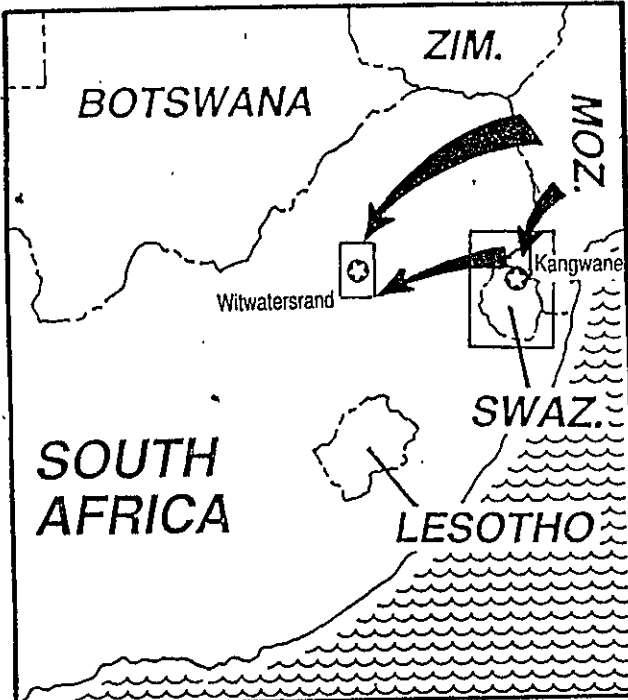 ZIM.
BOTSWANA
MOZ.
Kangwane
Witwatersrand
SWAZ.
SOUTH
AFRICA
LESOTHO